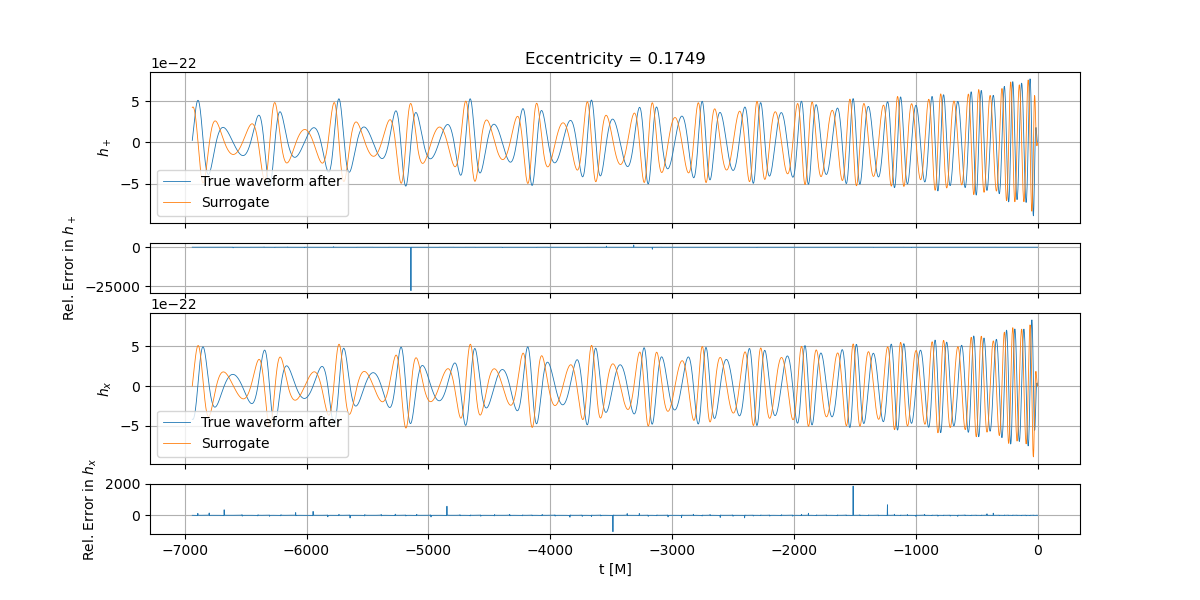 Eccentricity = 0.1749
1e−22
5
0
−5
h+
True waveform after
Surrogate
0
−25000
Rel. Error in h+
1e−22
5
0
−5
hx
True waveform after
Surrogate
2000
0
Rel. Error in hx
−7000 −6000 −5000 −4000 −3000 −2000 −1000 0
t [M]